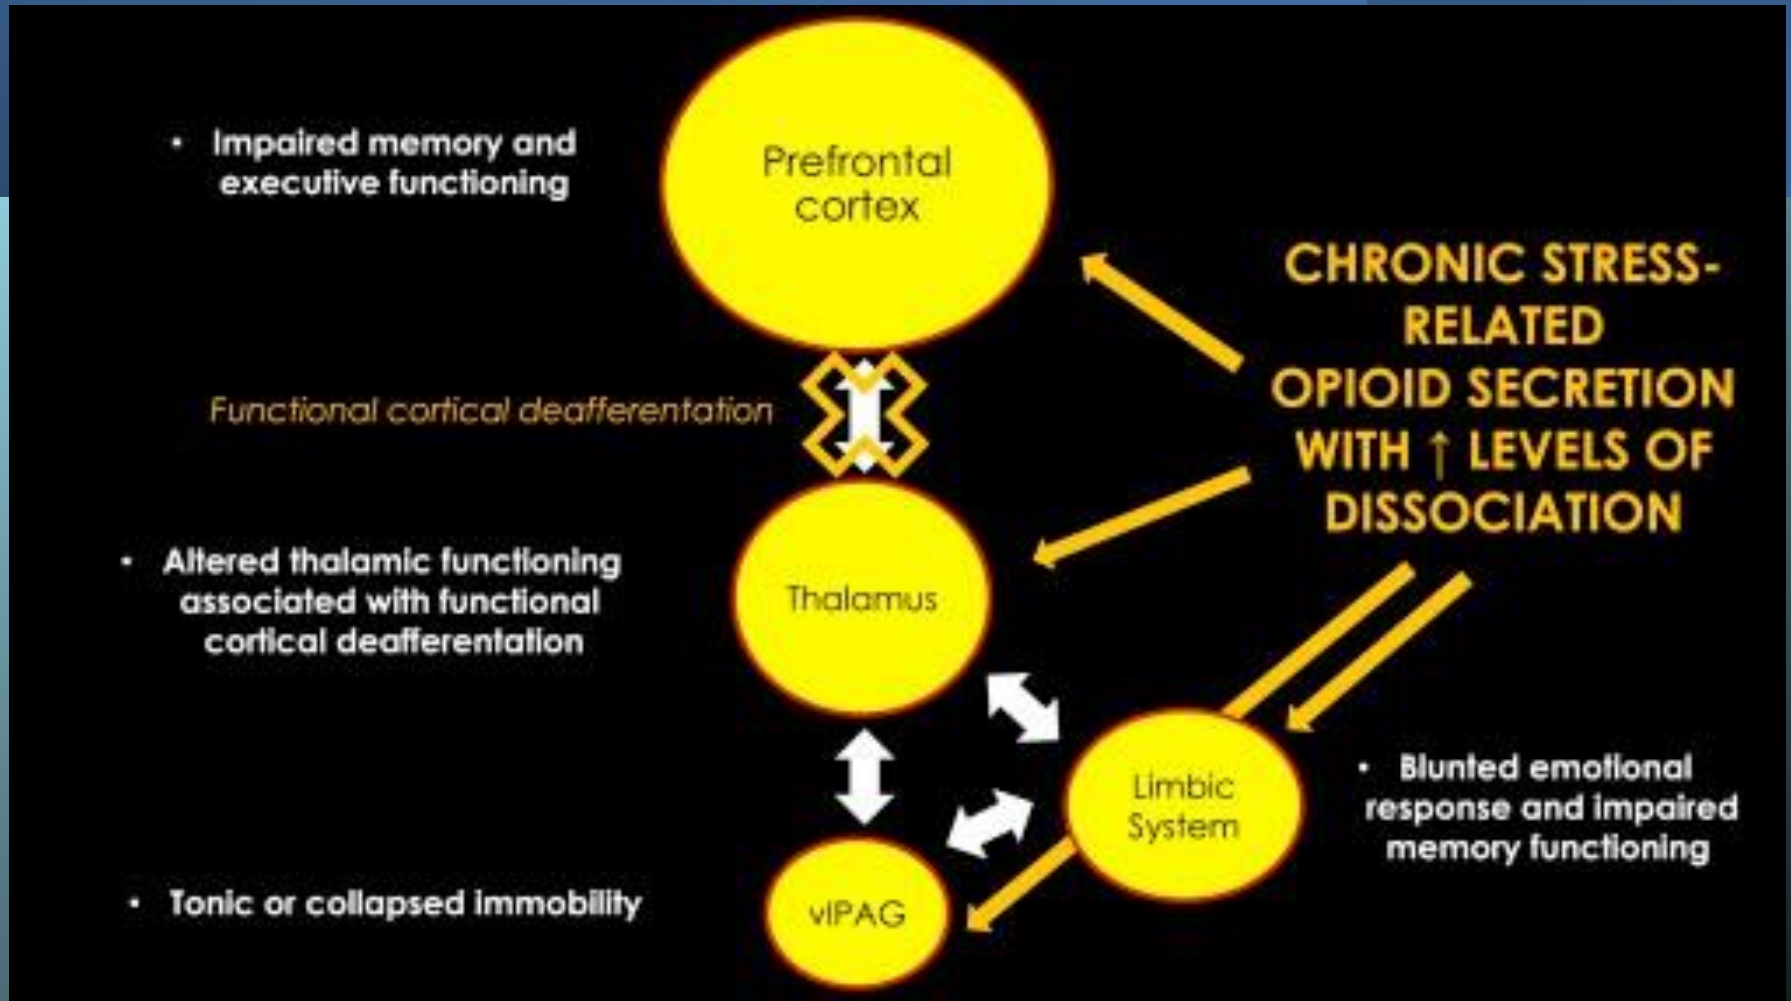 • Impaired memory and
executive functioning
Prefrontal
cortex
CHRONIC STRESS-
RELATED
OPIOID SECRETION
WITH ↑ LEVELS OF
DISSOCIATION
Functional cortical deafferentation
• Altered thalamic functioning
associated with functional
cortical deafferentation
Thalamus
Limbic
System
• Blunted emotional
response and impaired
memory functioning
• Tonic or collapsed immobility
vlPAG